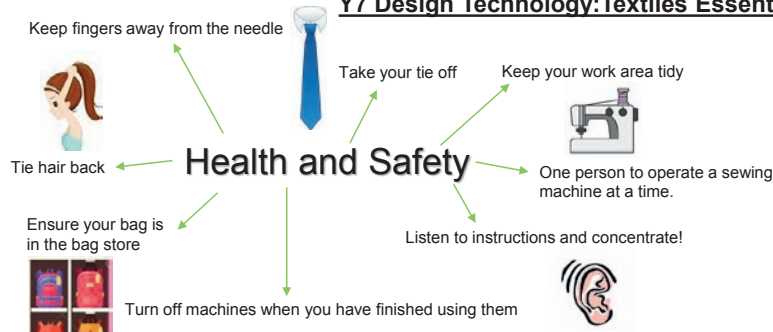 Y7 Design Technology:Textiles
Keep fingers away from the needle
Take your tie off
Keep your work area tidy
Tie hair back
Health and Safety
One person to operate a sewing
machine at a time.
Ensure your bag is
in the bag store
Listen to instructions and concentrate!
Turn off machines when you have finished using them